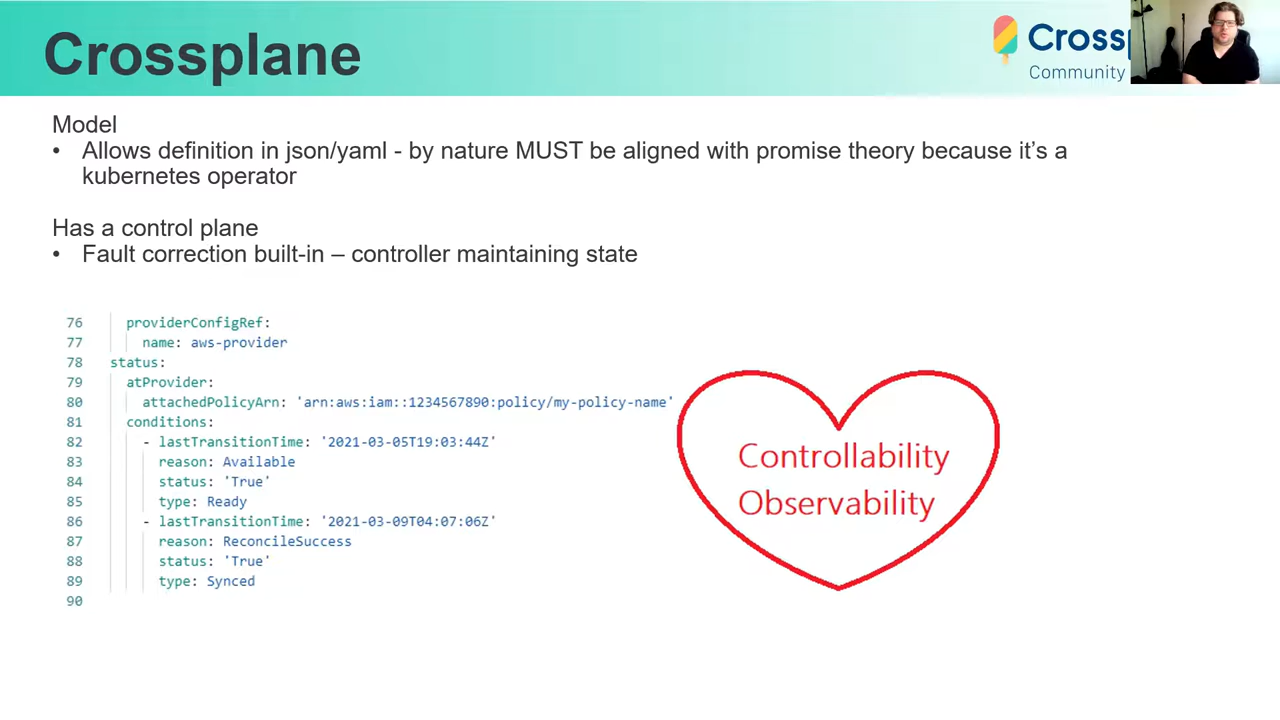 Crossplane
Cross
Community
Model
• Allows definition in json/yaml - by nature MUST be aligned with promise theory because it's a
kubernetes operator
Has a control plane
• Fault correction built-in – controller maintaining state
76 providerConfigRef:
77 name: aws-provider
78 status:
79 atProvider:
80 attachedPolicyArn: 'arn:aws:iam::1234567890:policy/my-policy-name'
81 conditions:
82 - lastTransitionTime: '2021-03-05T19:03:44Z'
83 reason: Available
84 status: 'True'
85 type: Ready
86 - lastTransitionTime: '2021-03-09T04:07:06Z'
87 reason: ReconcileSuccess
88 status: 'True'
89 type: Synced
90
Controllability
Observability